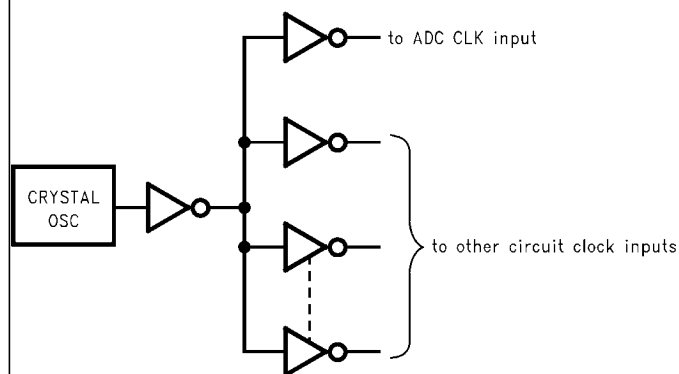 to ADC CLK input
CRYSTAL
OSC
to other circuit clock inputs